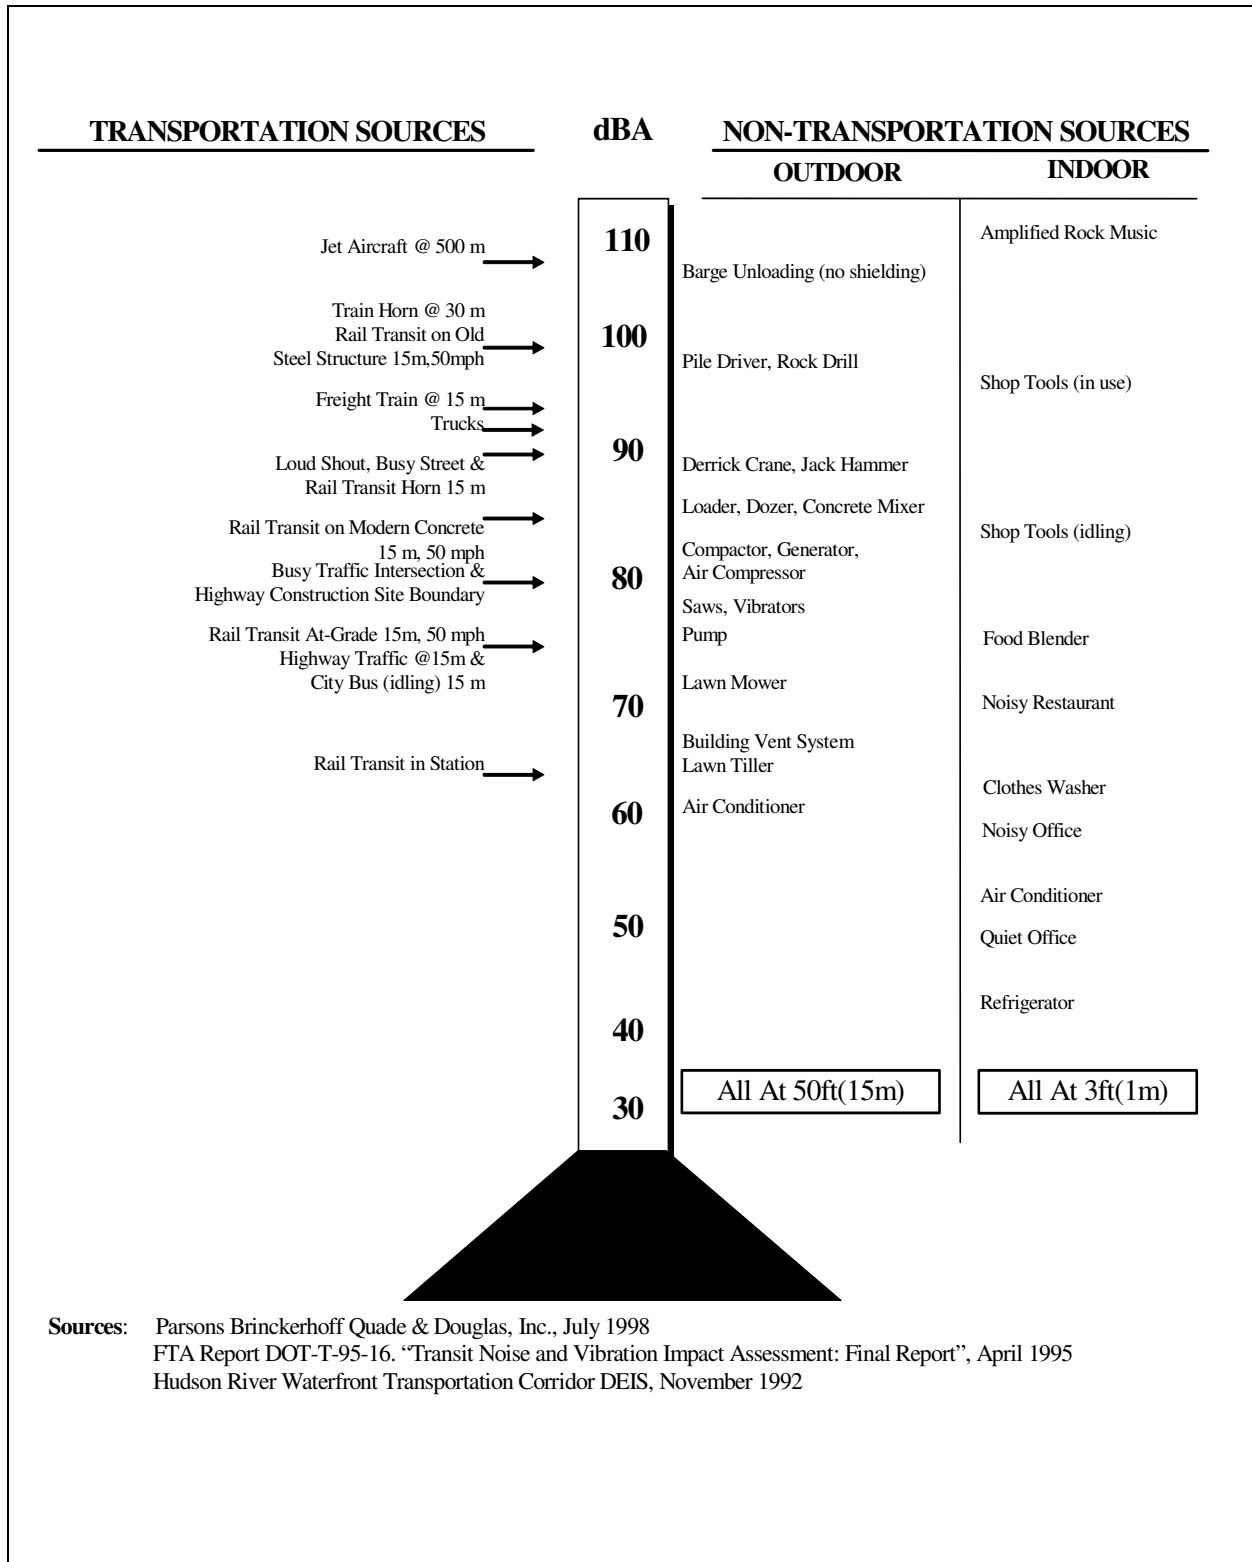 TRANSPORTATION SOURCES
dBA
NON-TRANSPORTATION SOURCES
OUTDOOR
INDOOR
Jet Aircraft @ 500 m
Train Horn @ 30 m
Rail Transit on Old
Steel Structure 15m,50mph
Freight Train @ 15 m
Trucks
Loud Shout, Busy Street &
Rail Transit Horn 15 m
Rail Transit on Modern Concrete
15 m, 50 mph
Busy Traffic Intersection &
Highway Construction Site Boundary
Rail Transit At-Grade 15m, 50 mph
Highway Traffic @15m &
City Bus (idling) 15 m
Rail Transit in Station
110
100
90
80
70
60
50
40
30
Barge Unloading (no shielding)
Pile Driver, Rock Drill
Derrick Crane, Jack Hammer
Loader, Dozer, Concrete Mixer
Compactor, Generator,
Air Compressor
Saws, Vibrators
Pump
Lawn Mower
Building Vent System
Lawn Tiller
Air Conditioner
All At 50ft(15m)
Amplified Rock Music
Shop Tools (in use)
Shop Tools (idling)
Food Blender
Noisy Restaurant
Clothes Washer
Noisy Office
Air Conditioner
Quiet Office
Refrigerator
All At 3ft(1m)
Sources: Parsons Brinckerhoff Quade & Douglas, Inc., July 1998
FTA Report DOT-T-95-16. “Transit Noise and Vibration Impact Assessment: Final Report”, April 1995
Hudson River Waterfront Transportation Corridor DEIS, November 1992